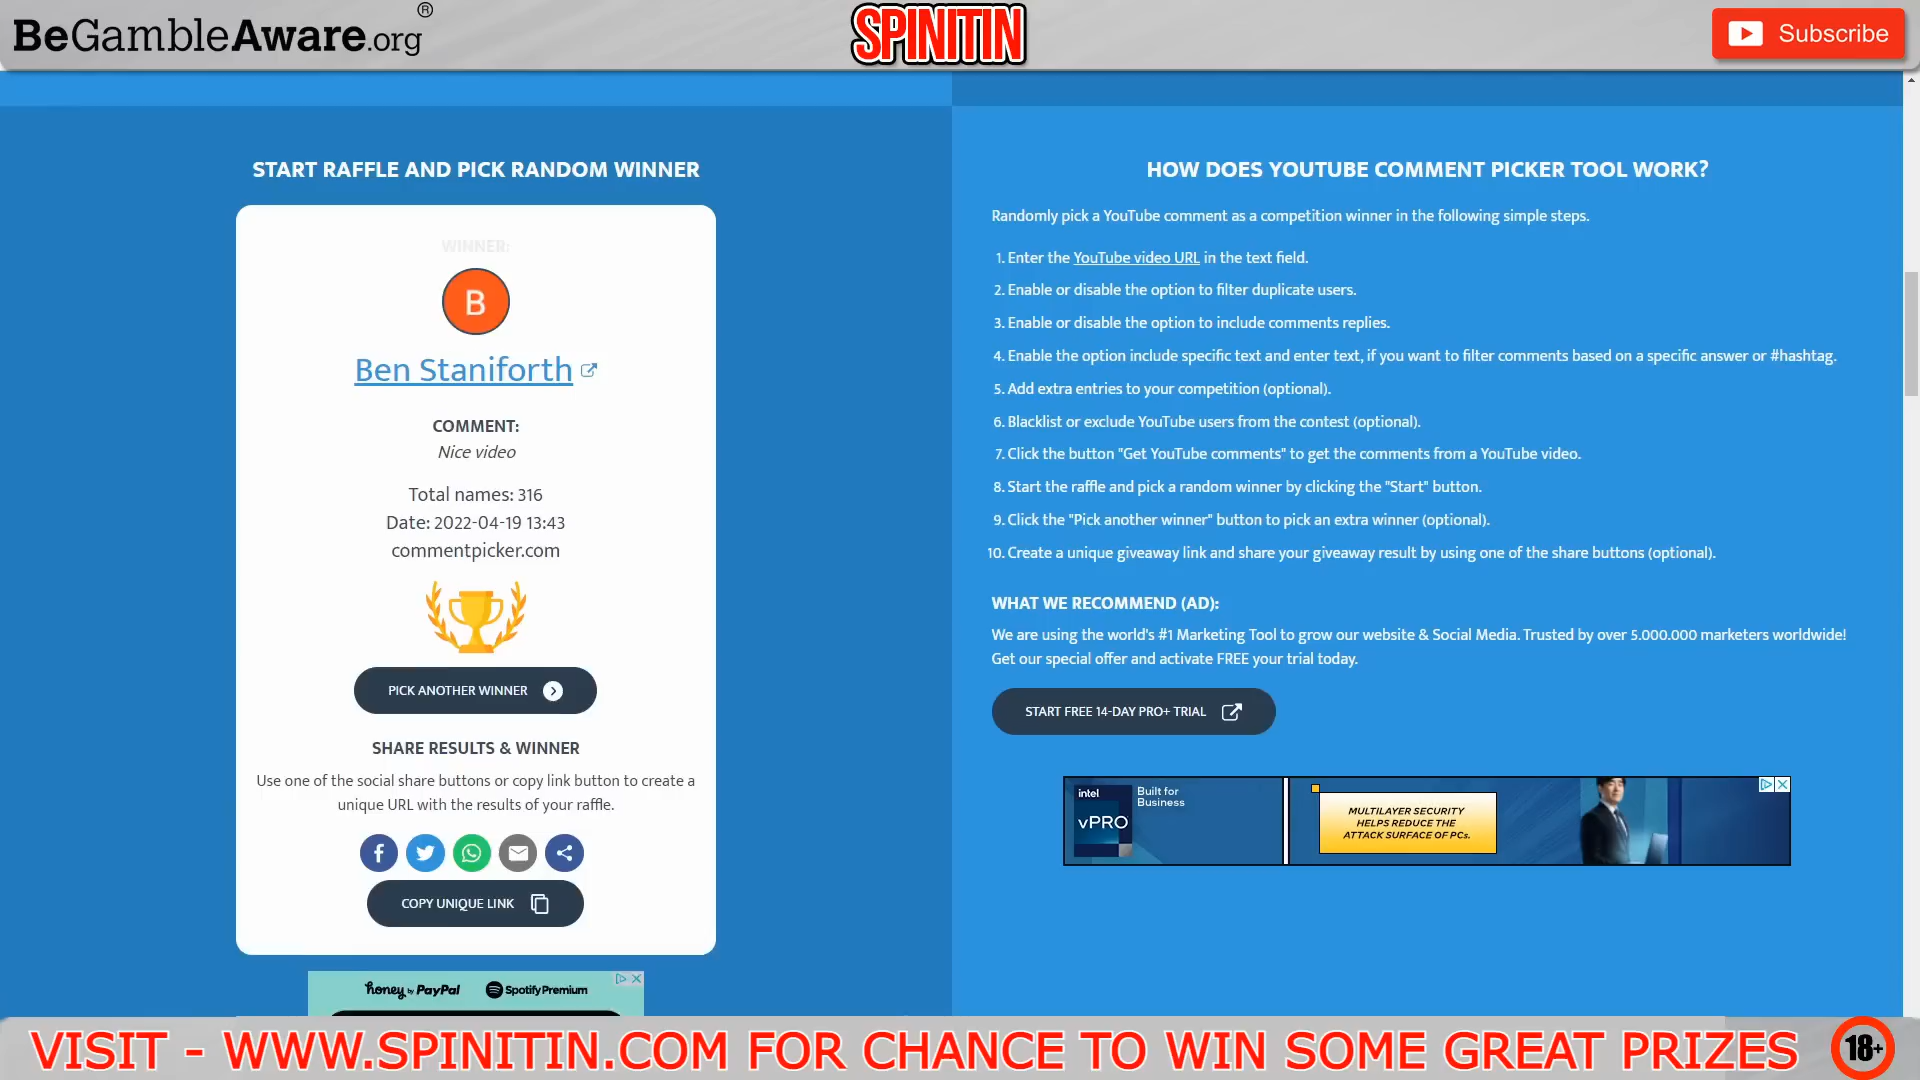 BeGambleAware.org®
SPINITIN
Subscribe
START RAFFLE AND PICK RANDOM WINNER
WINNER:
B
Ben Staniforth
COMMENT:
Nice video
Total names: 316
Date: 2022-04-19 13:43
commentpicker.com
PICK ANOTHER WINNER
SHARE RESULTS & WINNER
Use one of the social share buttons or copy link button to create a
unique URL with the results of your raffle.
COPY UNIQUE LINK
honey by PayPal
Spotify Premium
HOW DOES YOUTUBE COMMENT PICKER TOOL WORK?
Randomly pick a YouTube comment as a competition winner in the following simple steps.
1. Enter the YouTube video URL in the text field.
2. Enable or disable the option to filter duplicate users.
3. Enable or disable the option to include comments replies.
4. Enable the option include specific text and enter text, if you want to filter comments based on a specific answer or #hashtag.
5. Add extra entries to your competition (optional).
6. Blacklist or exclude YouTube users from the contest (optional).
7. Click the button "Get YouTube comments" to get the comments from a YouTube video.
8. Start the raffle and pick a random winner by clicking the "Start" button.
9. Click the "Pick another winner" button to pick an extra winner (optional).
10. Create a unique giveaway link and share your giveaway result by using one of the share buttons (optional).
WHAT WE RECOMMEND (AD):
We are using the world's #1 Marketing Tool to grow our website & Social Media. Trusted by over 5.000.000 marketers worldwide!
Get our special offer and activate FREE your trial today.
START FREE 14-DAY PRO+ TRIAL
intel
vPRO
Built for
Business
MULTILAYER SECURITY
HELPS REDUCE THE
ATTACK SURFACE OF PCs.
VISIT - WWW.SPINITIN.COM FOR CHANCE TO WIN SOME GREAT PRIZES
18+